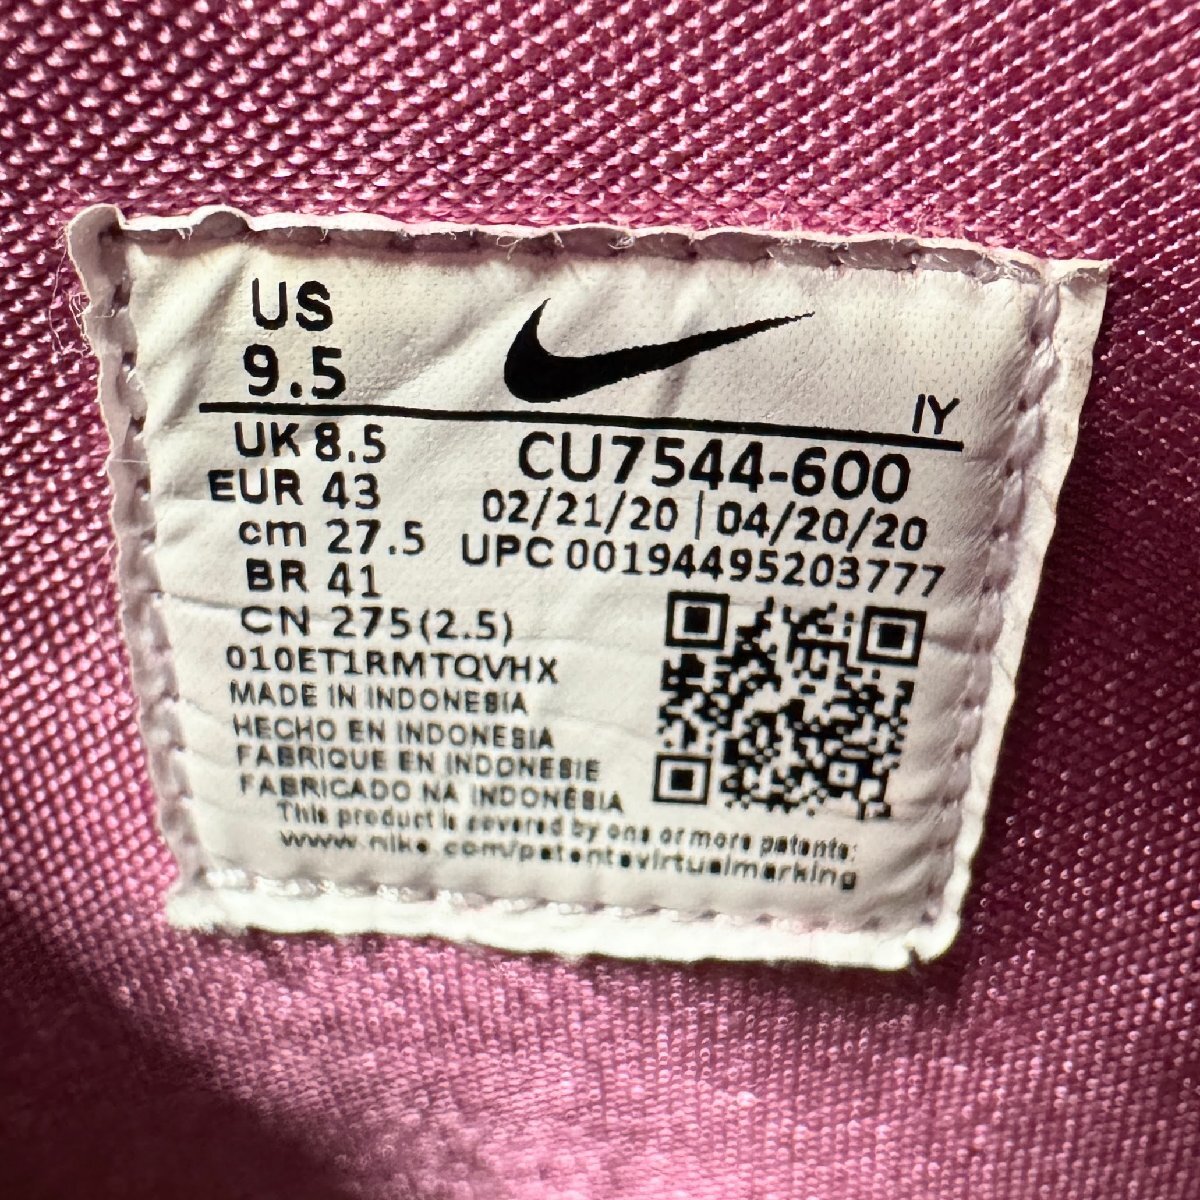 US
9.5
IY
UK 8.5
EUR 43
cm 27.5
BR 41
CN 275(2.5)
CU7544-600
02/21/20 | 04/20/20
UPC 00194495203777
010ET1RMTQVHX
MADE IN INDONESIA
HECHO EN INDONESIA
FABRIQUE EN INDONESIE
FABRICADO NA INDONESIA
This product is covered by one or more patents:
www.nike.com/patentsvirtualmarking